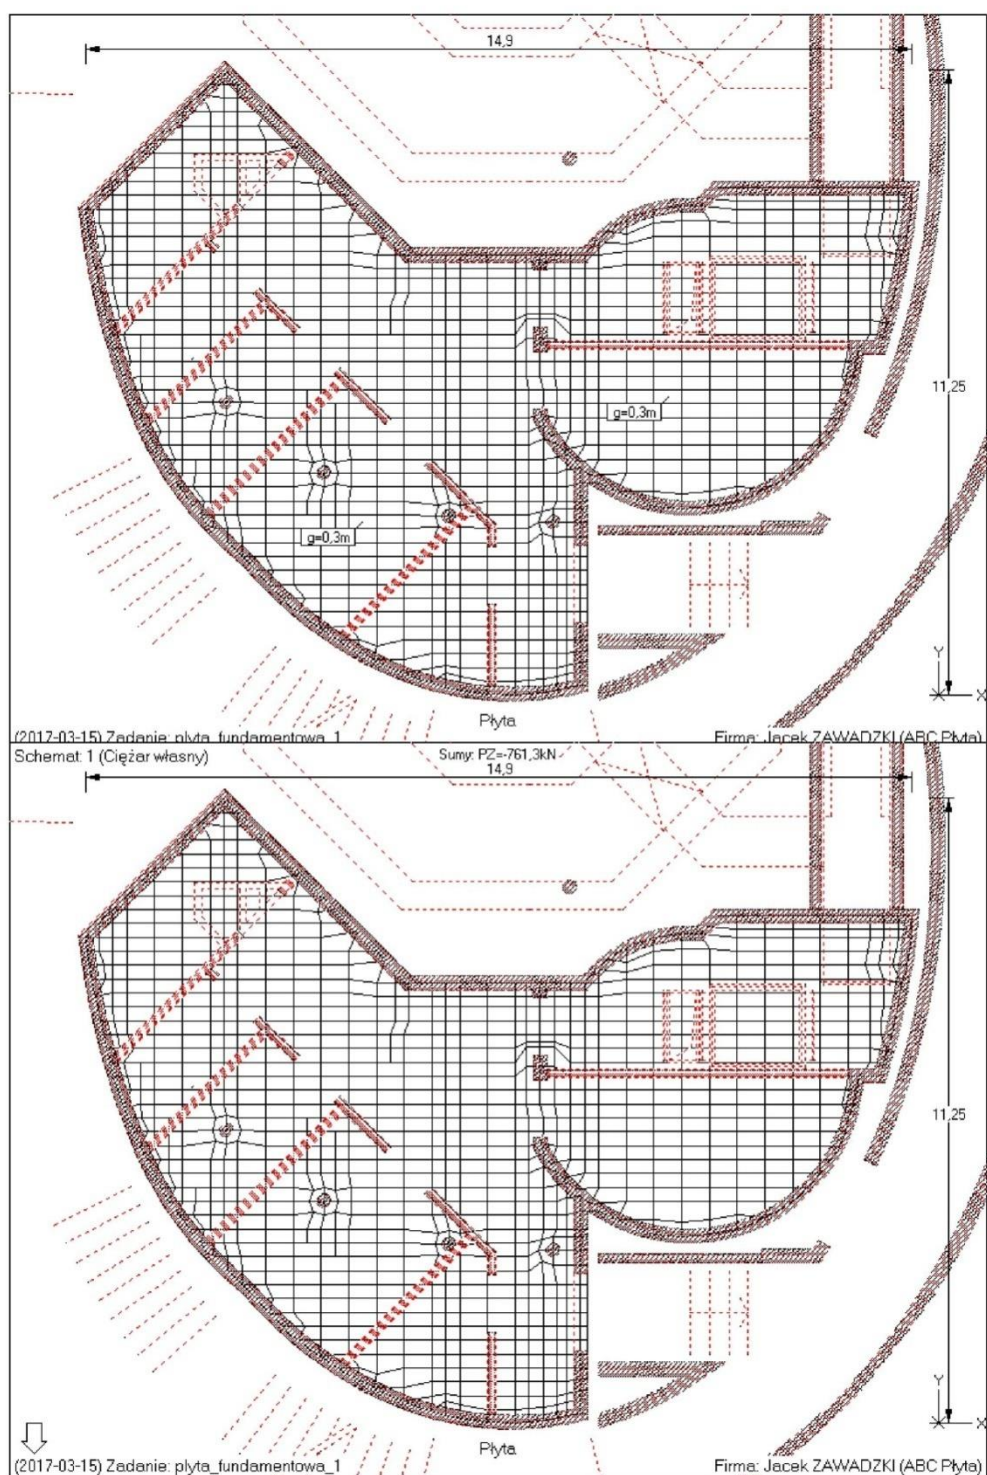 14,9
11,25
g=0,3m
g=0,3m
Y
X
Płyta
(2017-03-15) Zadanie: plyta_fundamentowa_1 Firma: Jacek ZAWADZKI (ABC Płyta)
Schemat: 1 (Ciężar własny) Sumy: PZ=-761,3kN
14,9
11,25
Y
X
Płyta
(2017-03-15) Zadanie: plyta_fundamentowa_1 Firma: Jacek ZAWADZKI (ABC Płyta)